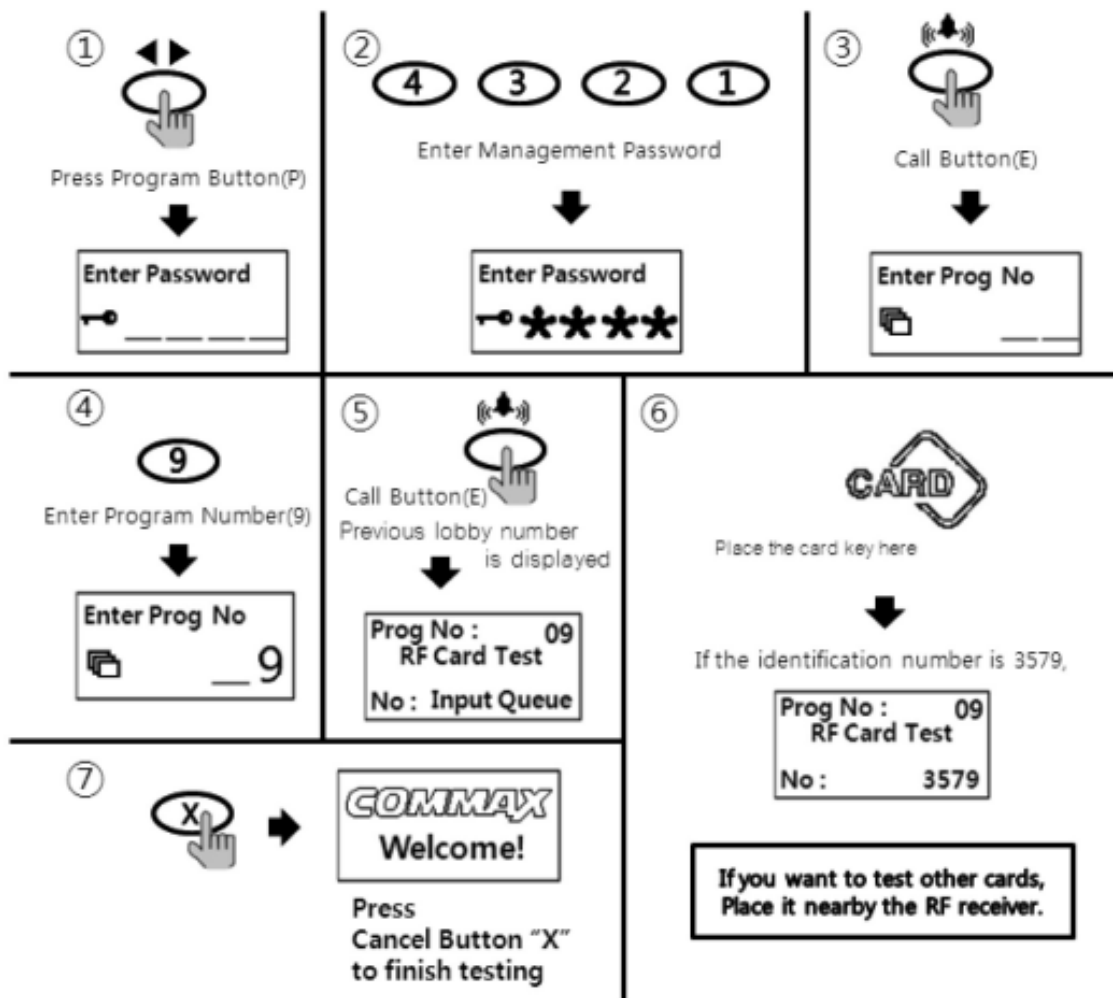 ①
Press Program Button(P)
Enter Password
②
4 3 2 1
Enter Management Password
Enter Password
****
③
Call Button(E)
Enter Prog No
④
9
Enter Program Number(9)
Enter Prog No
_9
⑤
Call Button(E)
Previous lobby number
is displayed
Prog No : 09
RF Card Test
No : Input Queue
⑥
CARD
Place the card key here
If the identification number is 3579,
Prog No : 09
RF Card Test
No : 3579
If you want to test other cards,
Place it nearby the RF receiver.
⑦
X
COMMAX
Welcome!
Press
Cancel Button "X"
to finish testing